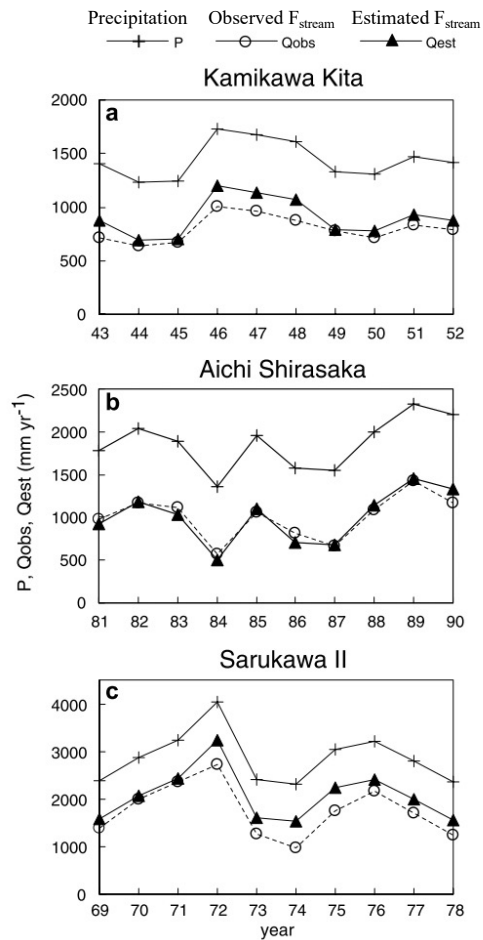 Precipitation Observed Fstream Estimated Fstream
P Qobs Qest
Kamikawa Kita
a
2000
1500
1000
500
0
43 44 45 46 47 48 49 50 51 52
Aichi Shirasaka
b
2500
2000
1500
1000
500
0
81 82 83 84 85 86 87 88 89 90
P, Qobs, Qest (mm yr-1)
Sarukawa II
c
4000
3000
2000
1000
0
69 70 71 72 73 74 75 76 77 78
year